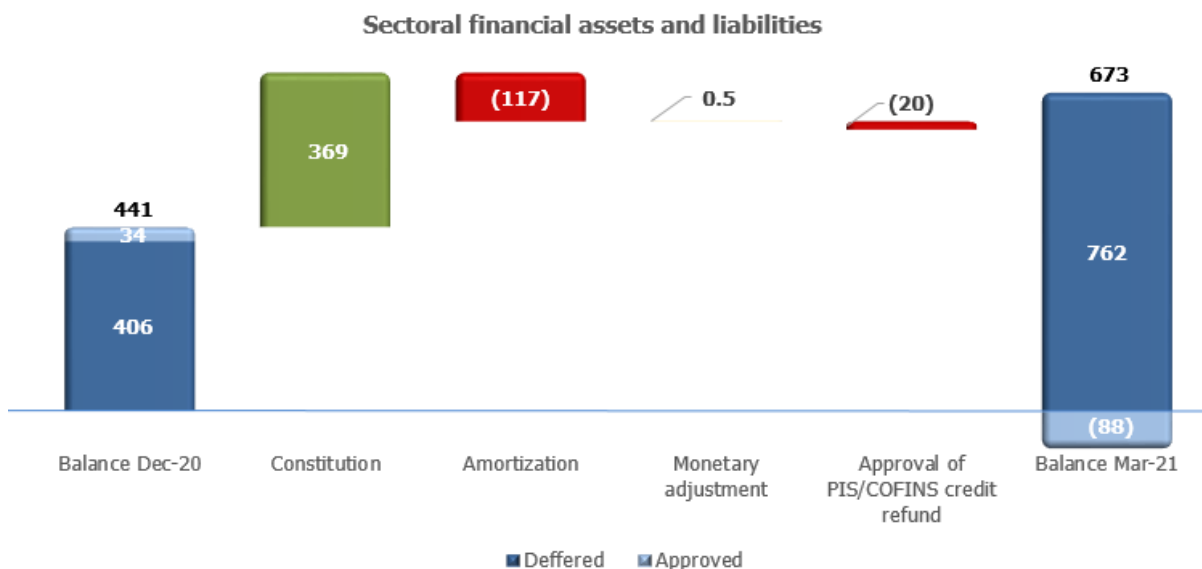 Sectoral financial assets and liabilities
441
34
406
369
(117)
0.5
(20)
673
762
(88)
Balance Dec-20
Constitution
Amortization
Monetary
adjustment
Approval of
PIS/COFINS credit
refund
Balance Mar-21
Deffered
Approved